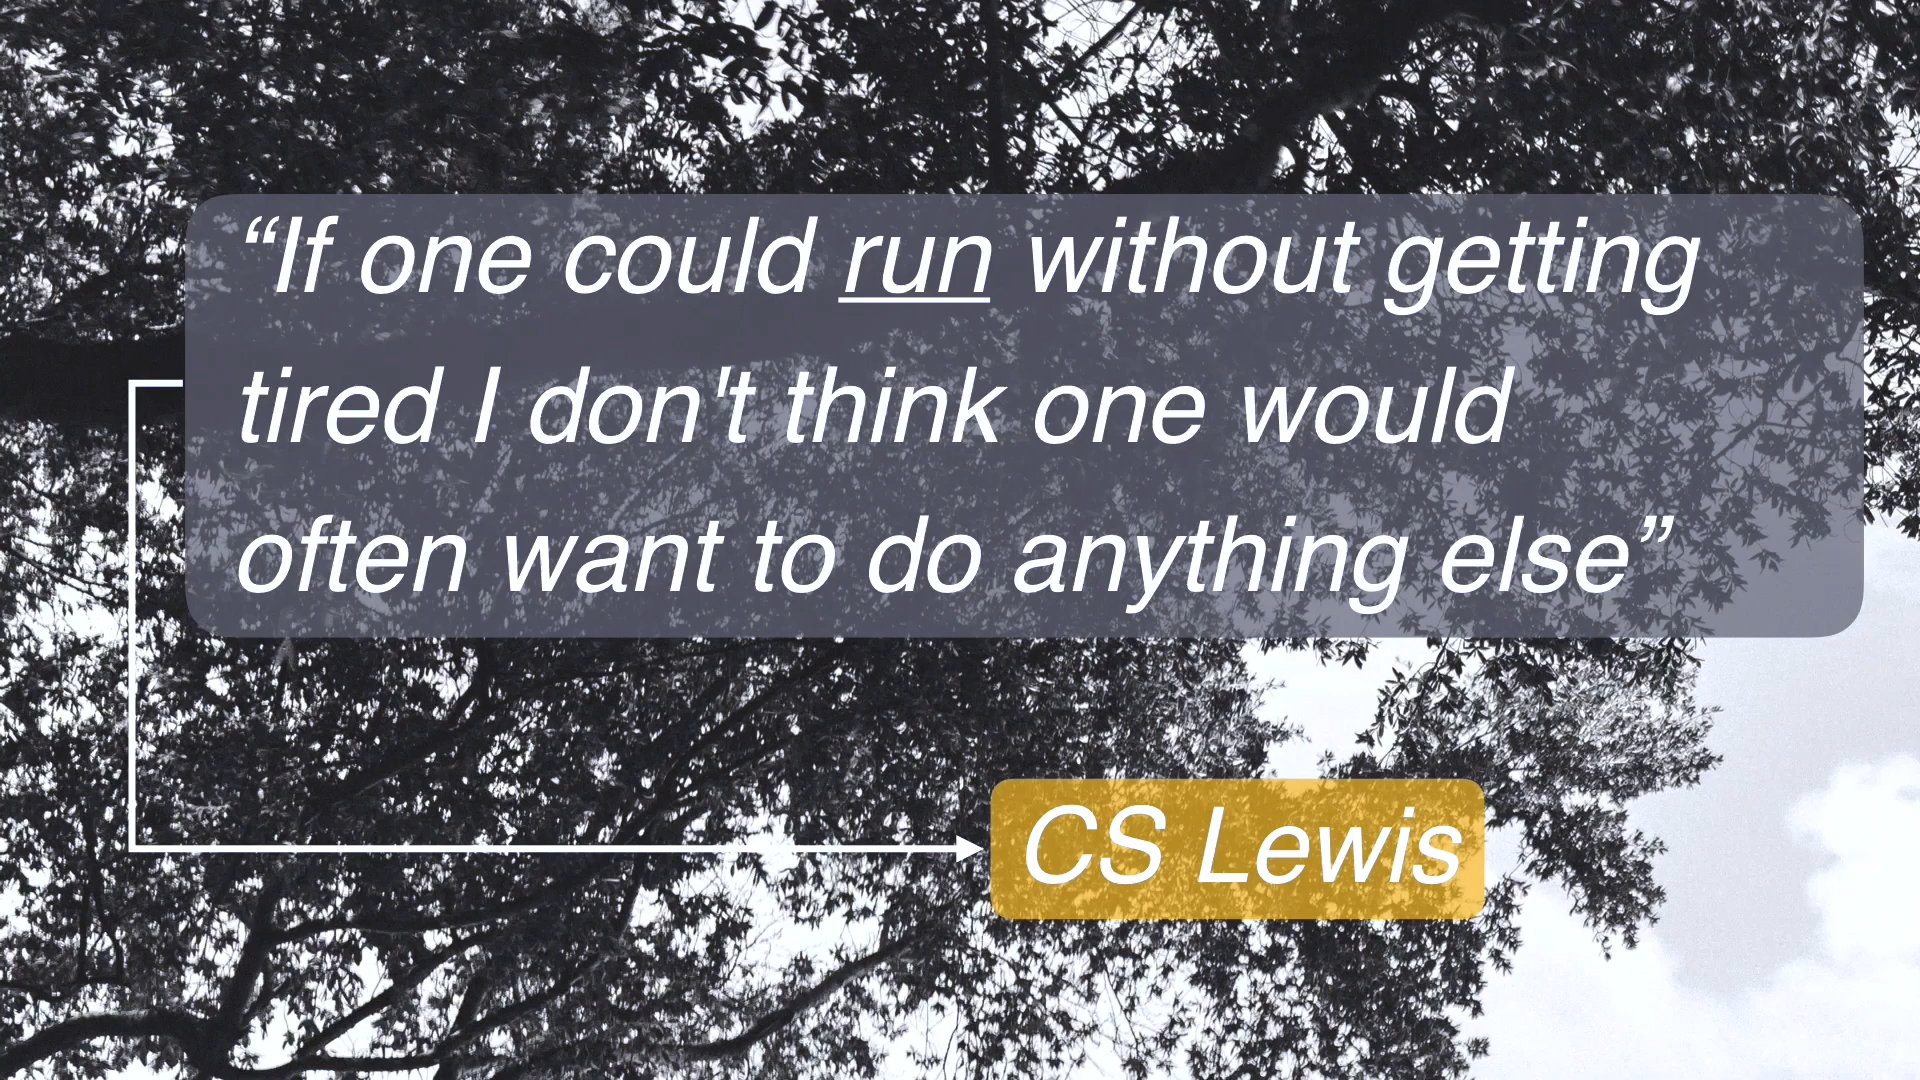 “If one could run without getting
tired I don't think one would
often want to do anything else”
CS Lewis